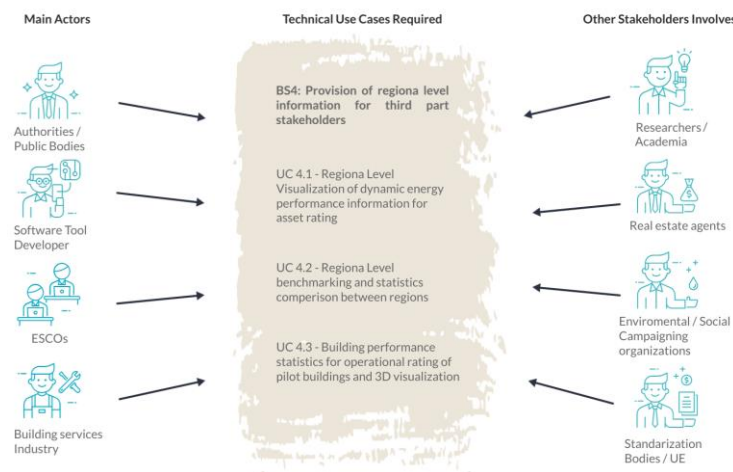 Main Actors
Technical Use Cases Required
Other Stakeholders Involves
Authorities /
Public Bodies
Software Tool
Developer
ESCOs
Building services
Industry
BS4: Provision of regiona level
information for third part
stakeholders
UC 4.1 - Regiona Level
Visualization of dynamic energy
performance information for
asset rating
UC 4.2 - Regiona Level
benchmarking and statistics
comparison between regions
UC 4.3 - Building performance
statistics for operational rating of
pilot buildings and 3D visualization
Researchers /
Academia
Real estate agents
Enviromental / Social
Campaigning
organizations
Standarization
Bodies / UE